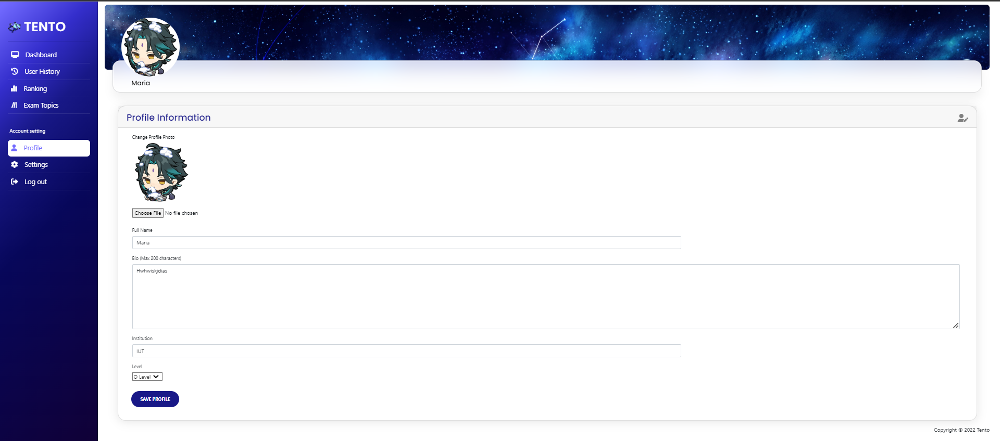 TENTO
Dashboard
User History
Ranking
Exam Topics
Account setting
Profile
Settings
Log out
Maria
Profile Information
Change Profile Photo
Choose File No file chosen
Full Name
Maria
Bio (Max 200 characters)
Hwhwiskjdias
Institution
IUT
Level
O Level
SAVE PROFILE
Copyright © 2022 Tento